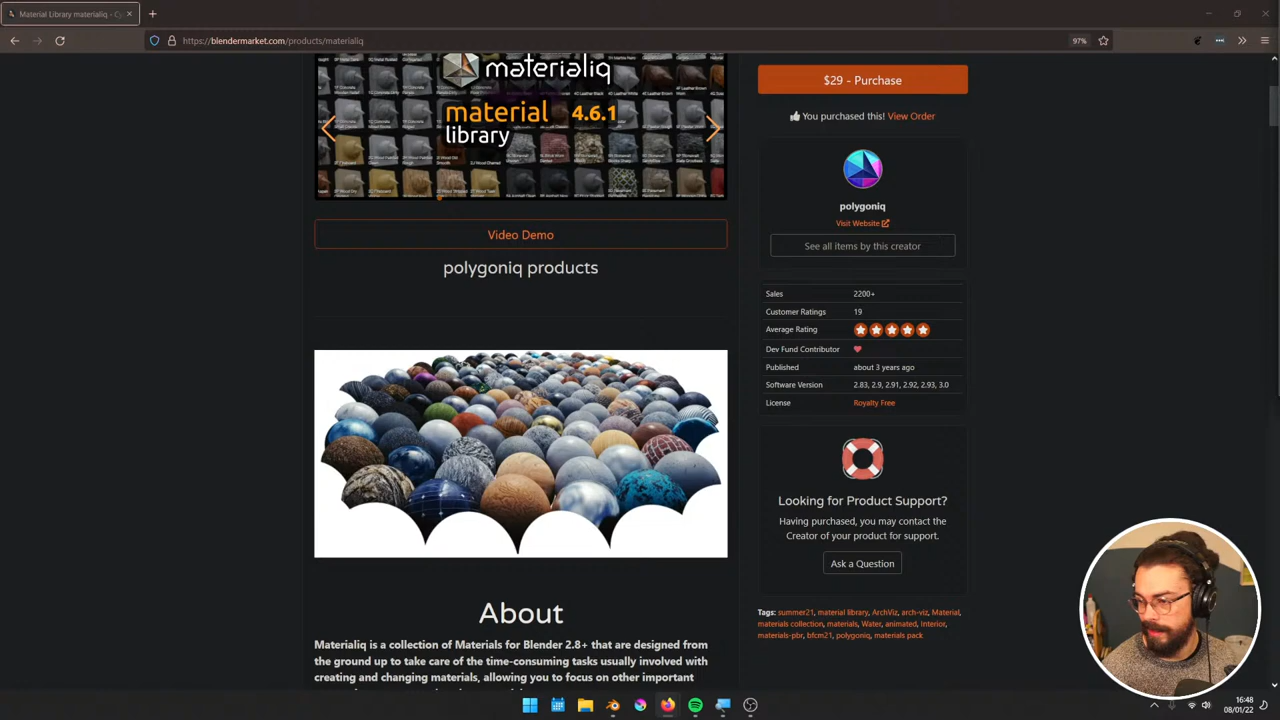 Material Library materialiq - Cy
https://blendermarket.com/products/materialiq
97%
materialiq
material 4.6.1
library
Video Demo
polygoniq products
About
Materialiq is a collection of Materials for Blender 2.8+ that are designed from
the ground up to take care of the time-consuming tasks usually involved with
creating and changing materials, allowing you to focus on other important
$29 - Purchase
You purchased this! View Order
polygoniq
Visit Website
See all items by this creator
Sales 2200+
Customer Ratings 19
Average Rating
Dev Fund Contributor
Published about 3 years ago
Software Version 2.83, 2.9, 2.91, 2.92, 2.93, 3.0
License Royalty Free
Looking for Product Support?
Having purchased, you may contact the
Creator of your product for support.
Ask a Question
Tags: summer21, material library, ArchViz, arch-viz, Material,
materials collection, materials, Water, animated, Interior,
materials-pbr, bfcm21, polygoniq, materials pack
16:48
08/01/22